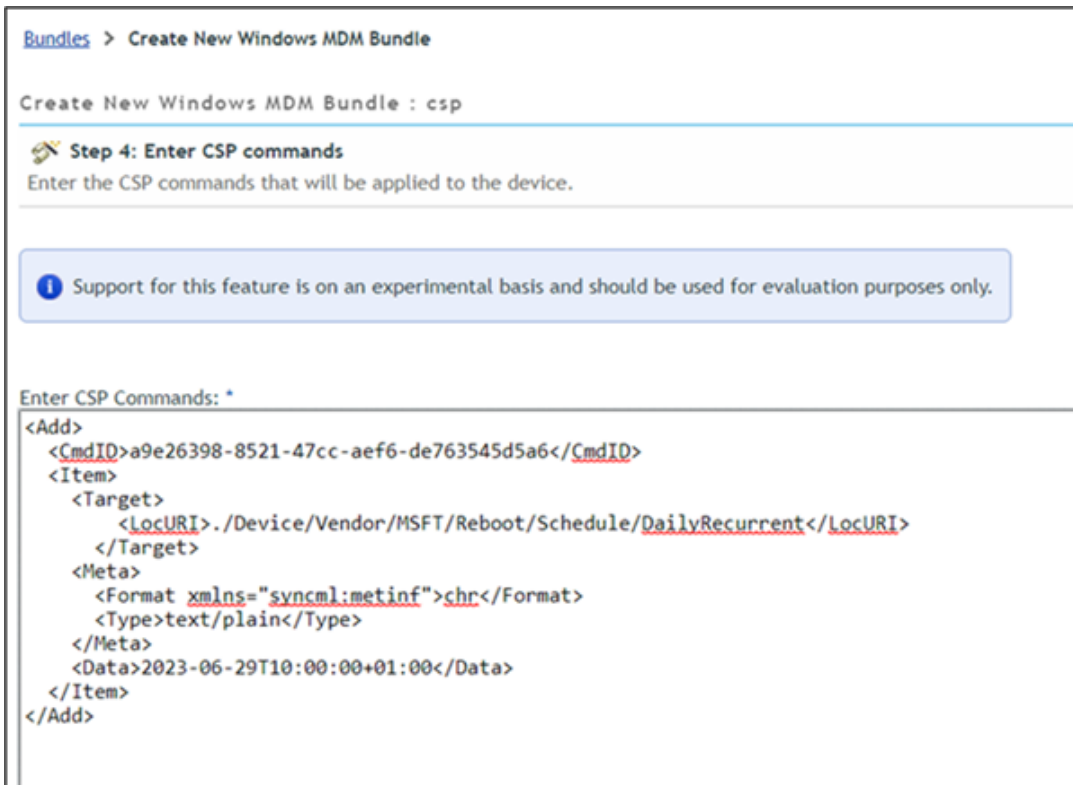 Bundles > Create New Windows MDM Bundle
Create New Windows MDM Bundle : csp
Step 4: Enter CSP commands
Enter the CSP commands that will be applied to the device.
Support for this feature is on an experimental basis and should be used for evaluation purposes only.
Enter CSP Commands: *
<Add>
  <CmdID>a9e26398-8521-47cc-aef6-de763545d5a6</CmdID>
  <Item>
    <Target>
        <LocURI>./Device/Vendor/MSFT/Reboot/Schedule/DailyRecurrent</LocURI>
      </Target>
    <Meta>
      <Format xmlns="syncml:metinf">chr</Format>
      <Type>text/plain</Type>
    </Meta>
    <Data>2023-06-29T10:00:00+01:00</Data>
  </Item>
</Add>